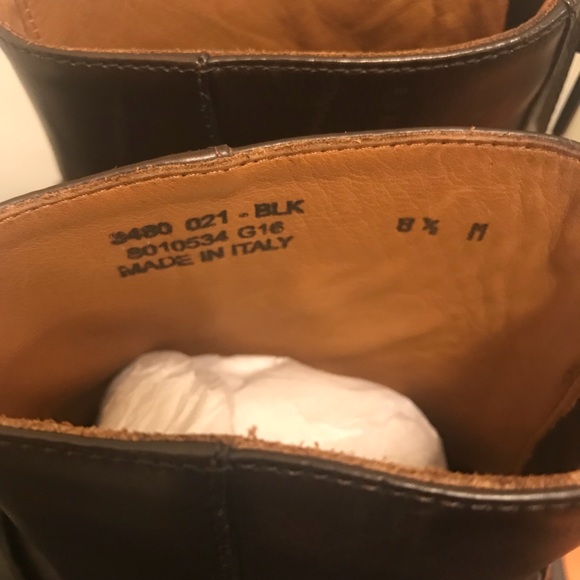 3480 021 - BLK
8010534 G16
MADE IN ITALY
8 ½ M